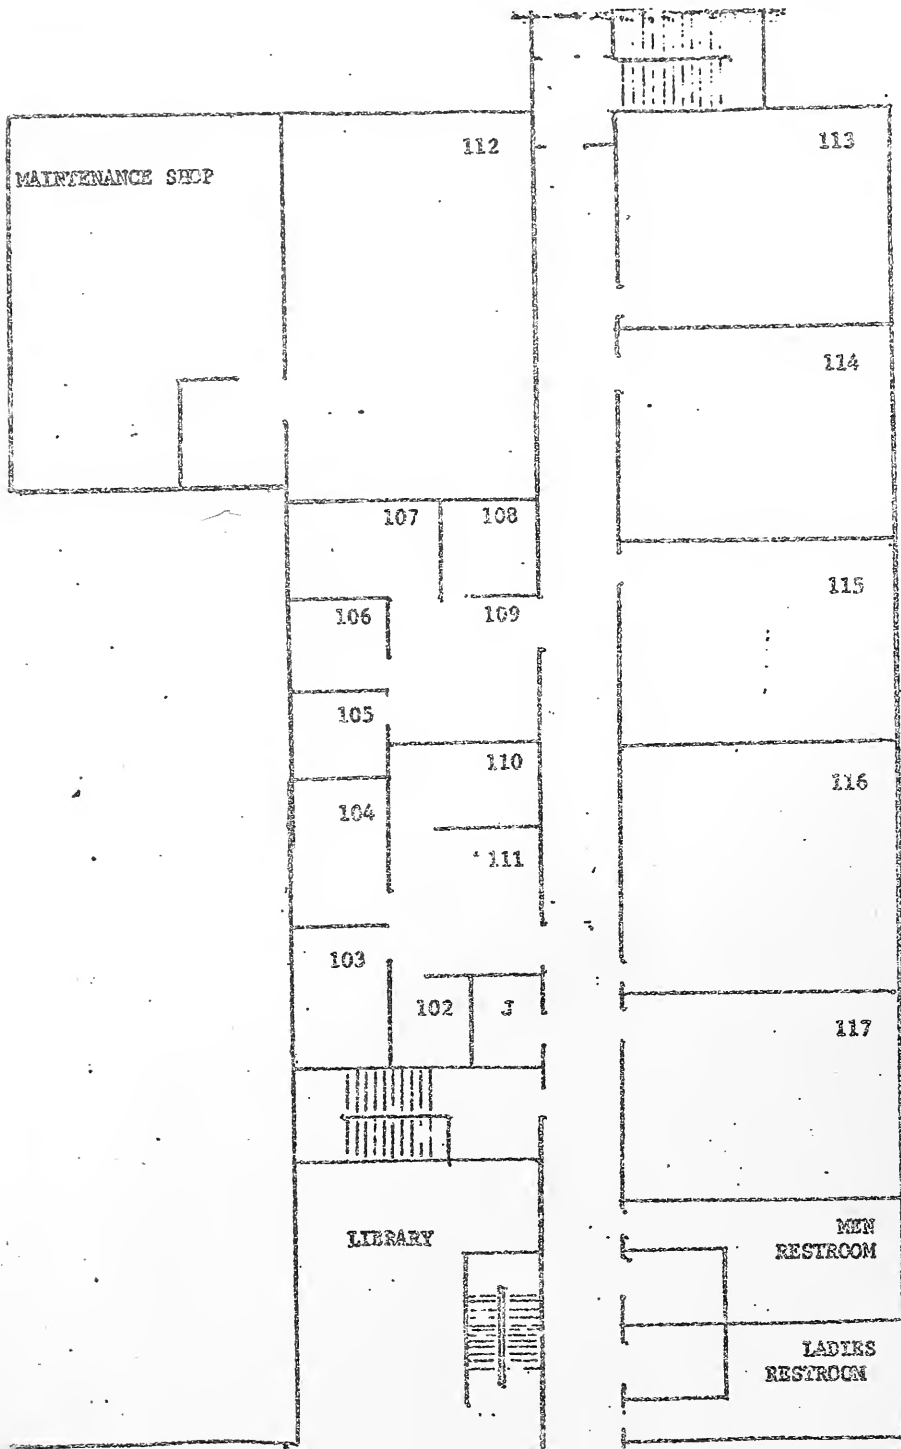 112
113
MAINTENANCE SHOP
114
107
108
115
106
109
105
110
116
104
111
103
102
J
117
MEN
RESTROOM
LIBRARY
LADIES
RESTROOM